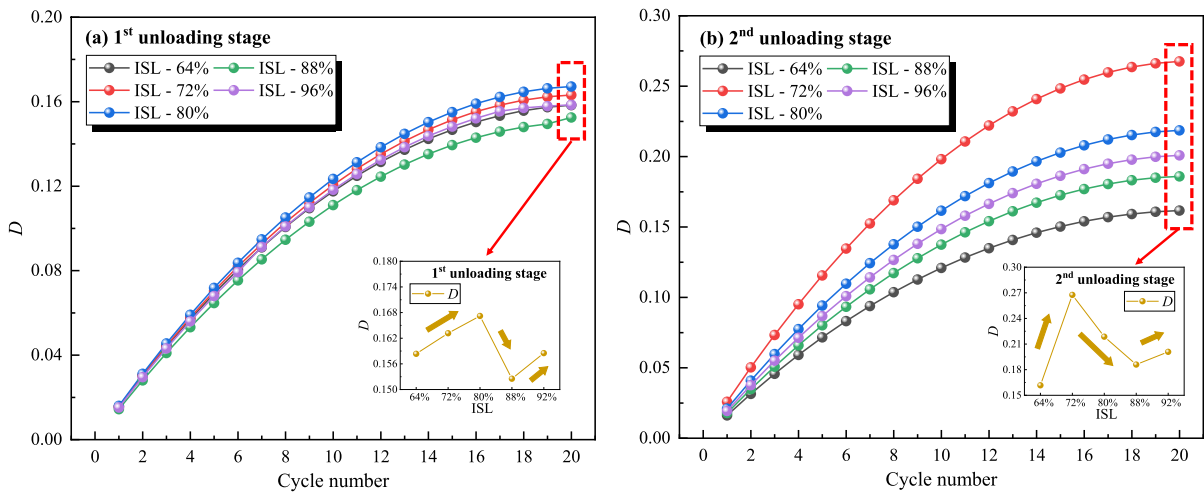 (a) 1st unloading stage
ISL - 64% ISL - 88%
ISL - 72% ISL - 96%
ISL - 80%
0.20
0.16
0.12
0.08
0.04
0.00
D
0 2 4 6 8 10 12 14 16 18 20
Cycle number
1st unloading stage
D
0.180
0.174
0.168
0.162
0.156
0.150
D
64% 72% 80% 88% 92%
ISL
(b) 2nd unloading stage
ISL - 64% ISL - 88%
ISL - 72% ISL - 96%
ISL - 80%
0.30
0.25
0.20
0.15
0.10
0.05
0.00
D
0 2 4 6 8 10 12 14 16 18 20
Cycle number
2nd unloading stage
D
0.30
0.27
0.24
0.21
0.18
0.15
D
64% 72% 80% 88% 92%
ISL